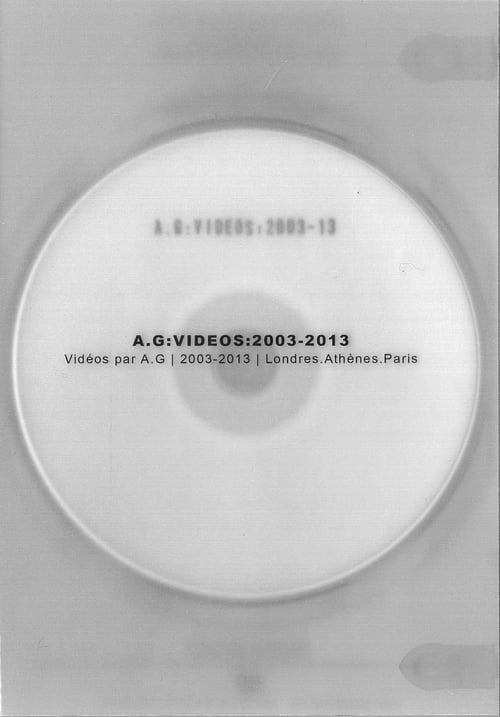 A.G:VIDEOS:2003-13
A.G:VIDEOS:2003-2013
Vidéos par A.G | 2003-2013 | Londres.Athènes.Paris